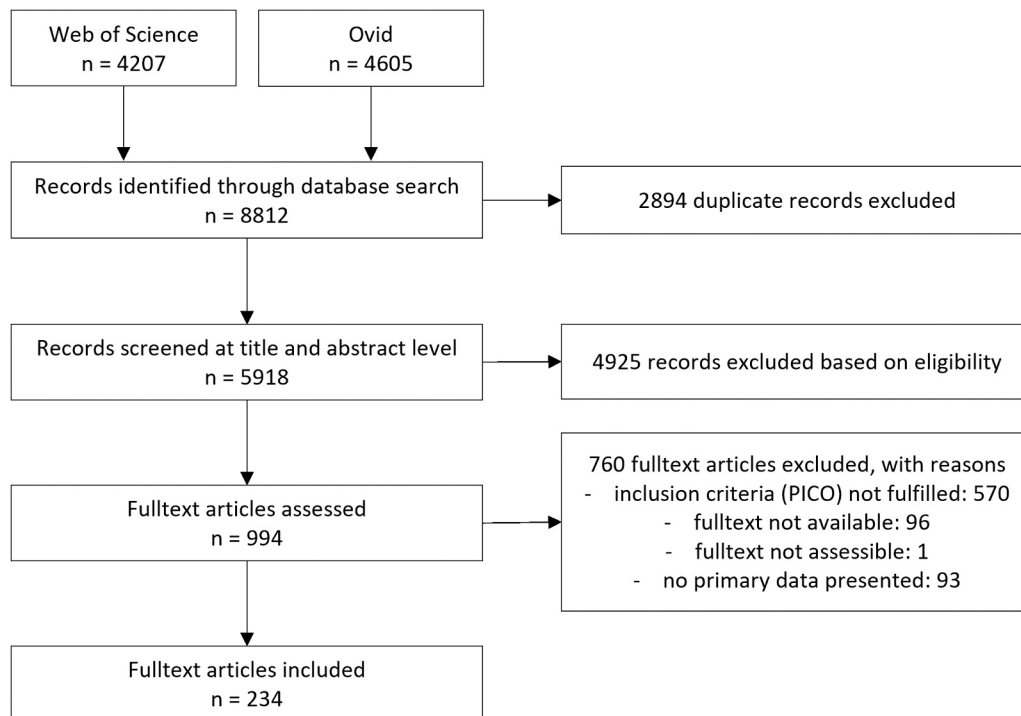 Web of Science
n = 4207
Ovid
n = 4605
Records identified through database search
n = 8812
2894 duplicate records excluded
Records screened at title and abstract level
n = 5918
4925 records excluded based on eligibility
Fulltext articles assessed
n = 994
760 fulltext articles excluded, with reasons
- inclusion criteria (PICO) not fulfilled: 570
- fulltext not available: 96
- fulltext not assessible: 1
- no primary data presented: 93
Fulltext articles included
n = 234